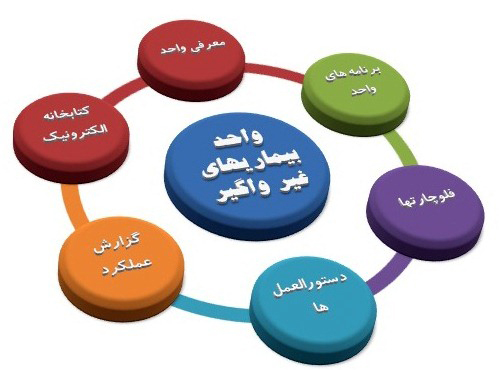 معرفی واحد
برنامه های
واحد
فلوچارتها
دستورالعمل
ها
گزارش
عملکرد
کتابخانه
الکترونیک
واحد
بیماریهای
غیر واگیر